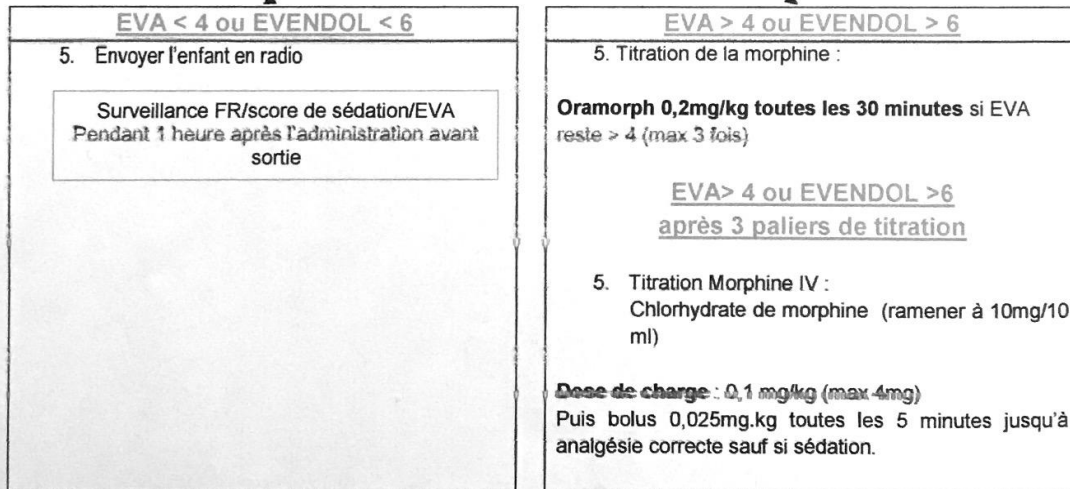 EVA < 4 ou EVENDOL < 6
5. Envoyer l'enfant en radio
Surveillance FR/score de sédation/EVA
Pendant 1 heure après l'administration avant
sortie
EVA > 4 ou EVENDOL > 6
5. Titration de la morphine :
Oramorph 0,2mg/kg toutes les 30 minutes si EVA
reste > 4 (max 3 fois)
EVA> 4 ou EVENDOL >6
après 3 paliers de titration
5. Titration Morphine IV :
Chlorhydrate de morphine (ramener à 10mg/10
ml)
Dose de charge : 0,1 mg/kg (max 4mg)
Puis bolus 0,025mg.kg toutes les 5 minutes jusqu'à
analgésie correcte sauf si sédation.